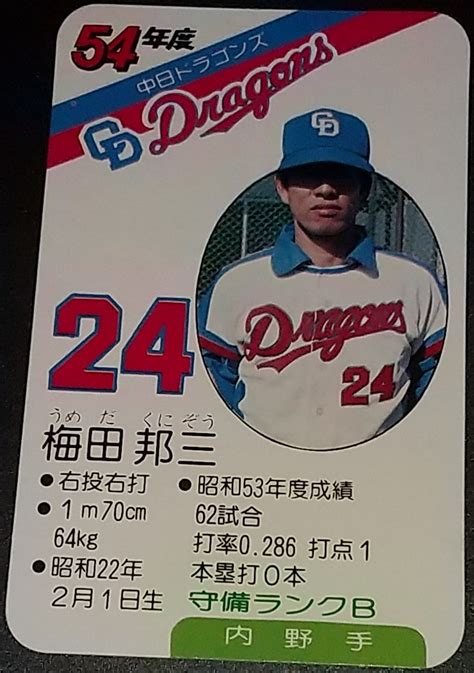 54年度
中日ドラゴンズ
CD Dragons
CD
Dragons
24
24
うめ だ くに ぞう
梅田邦三
●右投右打
●1m70cm
64kg
●昭和22年
2月1日生
●昭和53年度成績
62試合
打率0.286 打点1
本塁打0本
守備ランクB
内野手